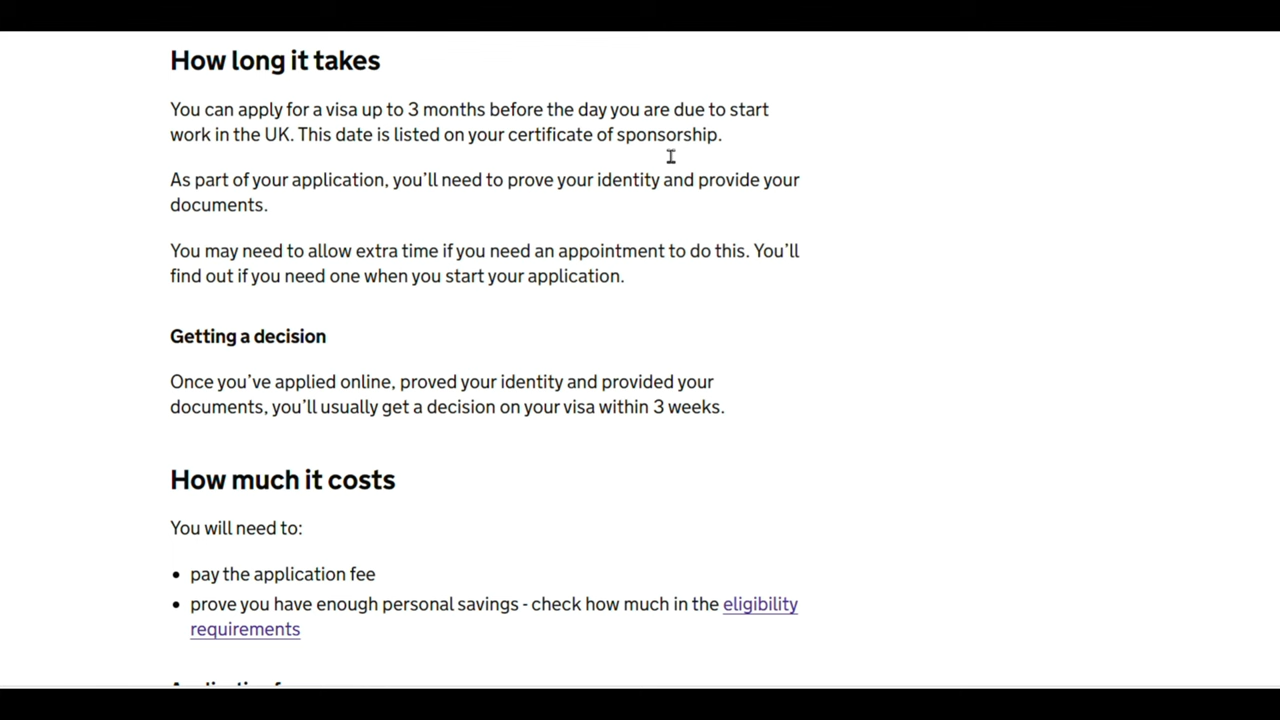 How long it takes
You can apply for a visa up to 3 months before the day you are due to start
work in the UK. This date is listed on your certificate of sponsorship.
As part of your application, you’ll need to prove your identity and provide your
documents.
You may need to allow extra time if you need an appointment to do this. You’ll
find out if you need one when you start your application.
Getting a decision
Once you’ve applied online, proved your identity and provided your
documents, you’ll usually get a decision on your visa within 3 weeks.
How much it costs
You will need to:
• pay the application fee
• prove you have enough personal savings - check how much in the eligibility
requirements